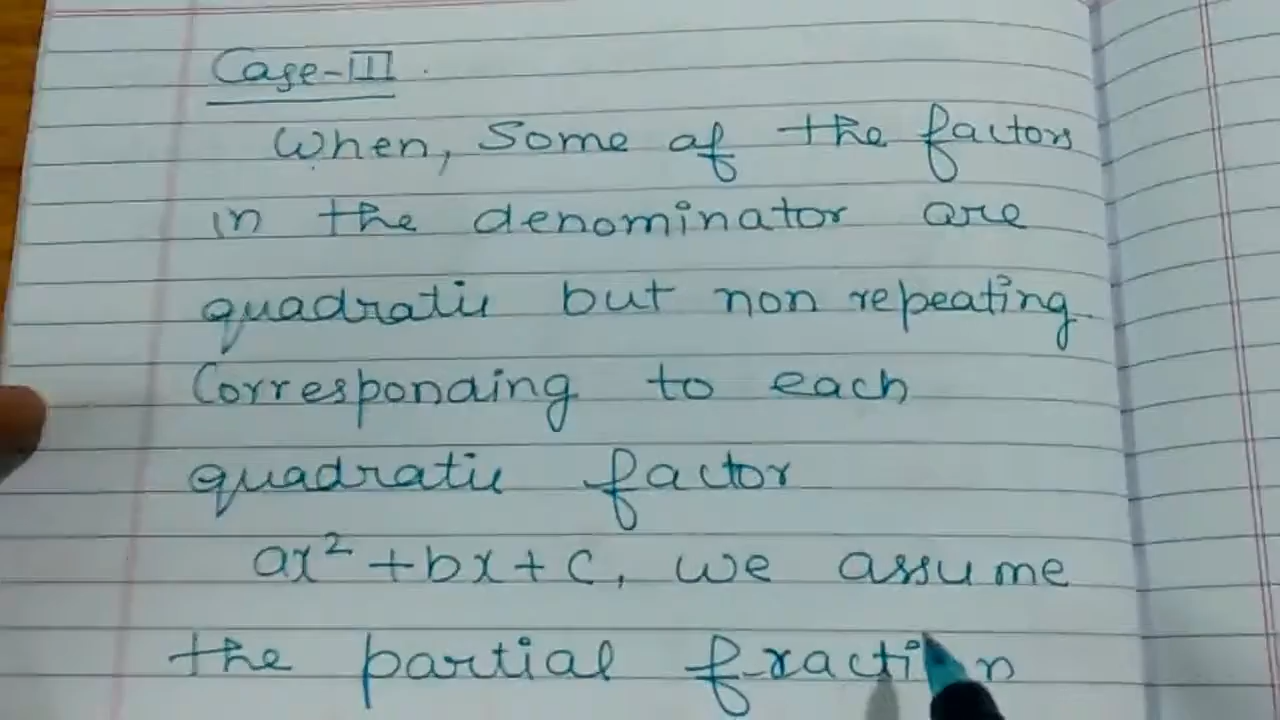 Case-III.
When, some of the factors
in the denominator are
quadratic but non repeating
Corresponding to each
quadratic factor
ax² + bx + c, we assume
the partial fraction